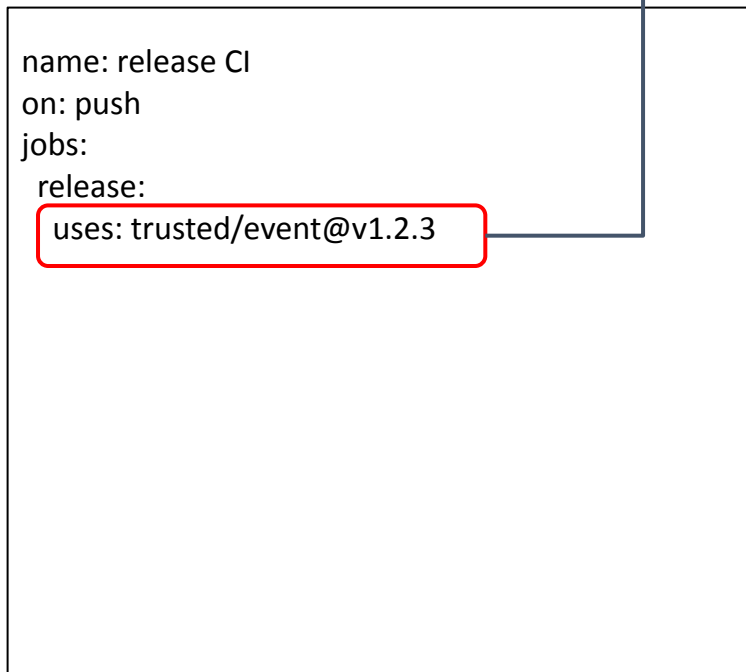 name: release CI
on: push
jobs:
release:
uses: trusted/event@v1.2.3